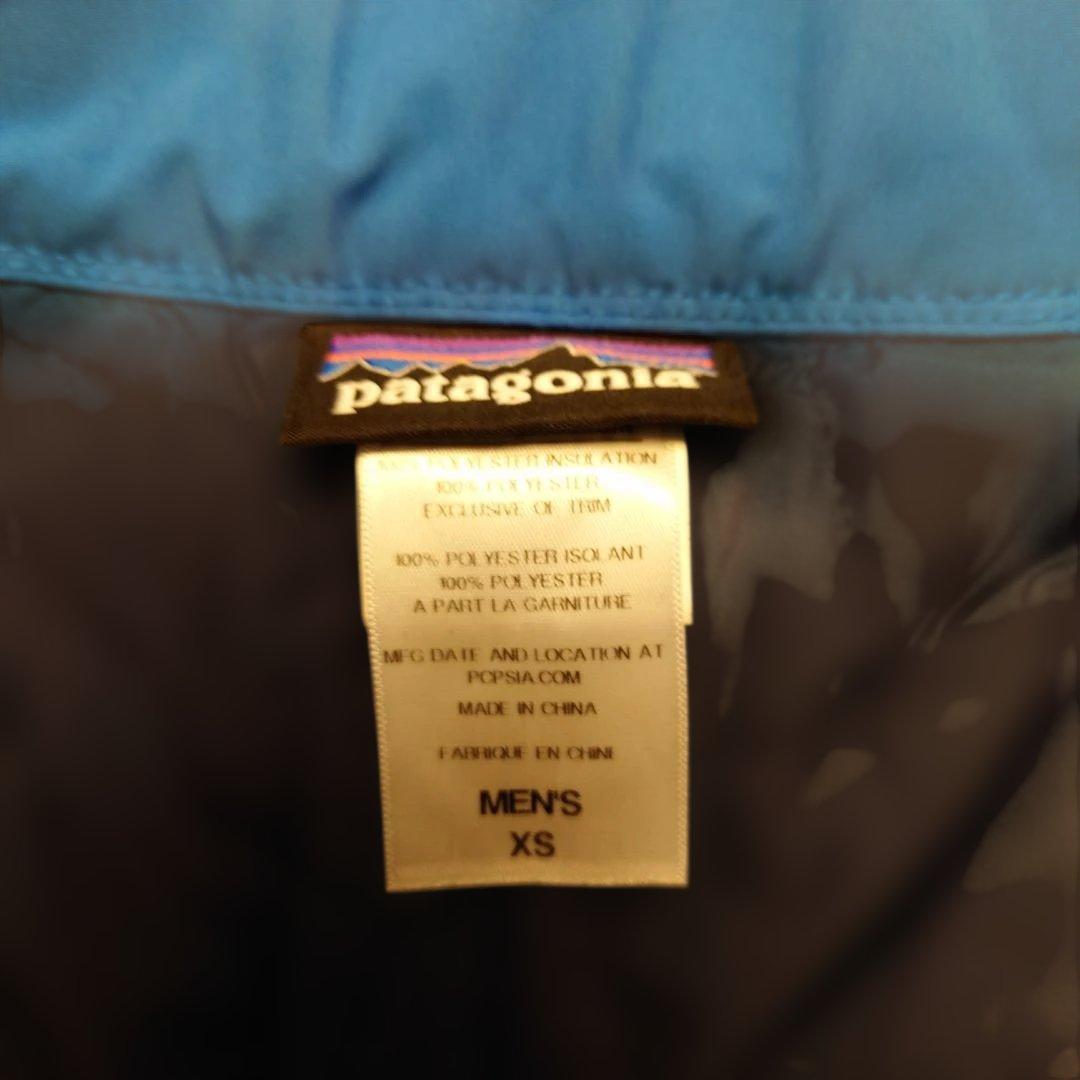 patagonia
100% POLYESTER INSULATION
100% POLYESTER
EXCLUSIVE OF TRIM
100% POLYESTER ISOLANT
100% POLYESTER
A PART LA GARNITURE
MFG DATE AND LOCATION AT
PCPSIA.COM
MADE IN CHINA
FABRIQUE EN CHINE
MEN'S
XS